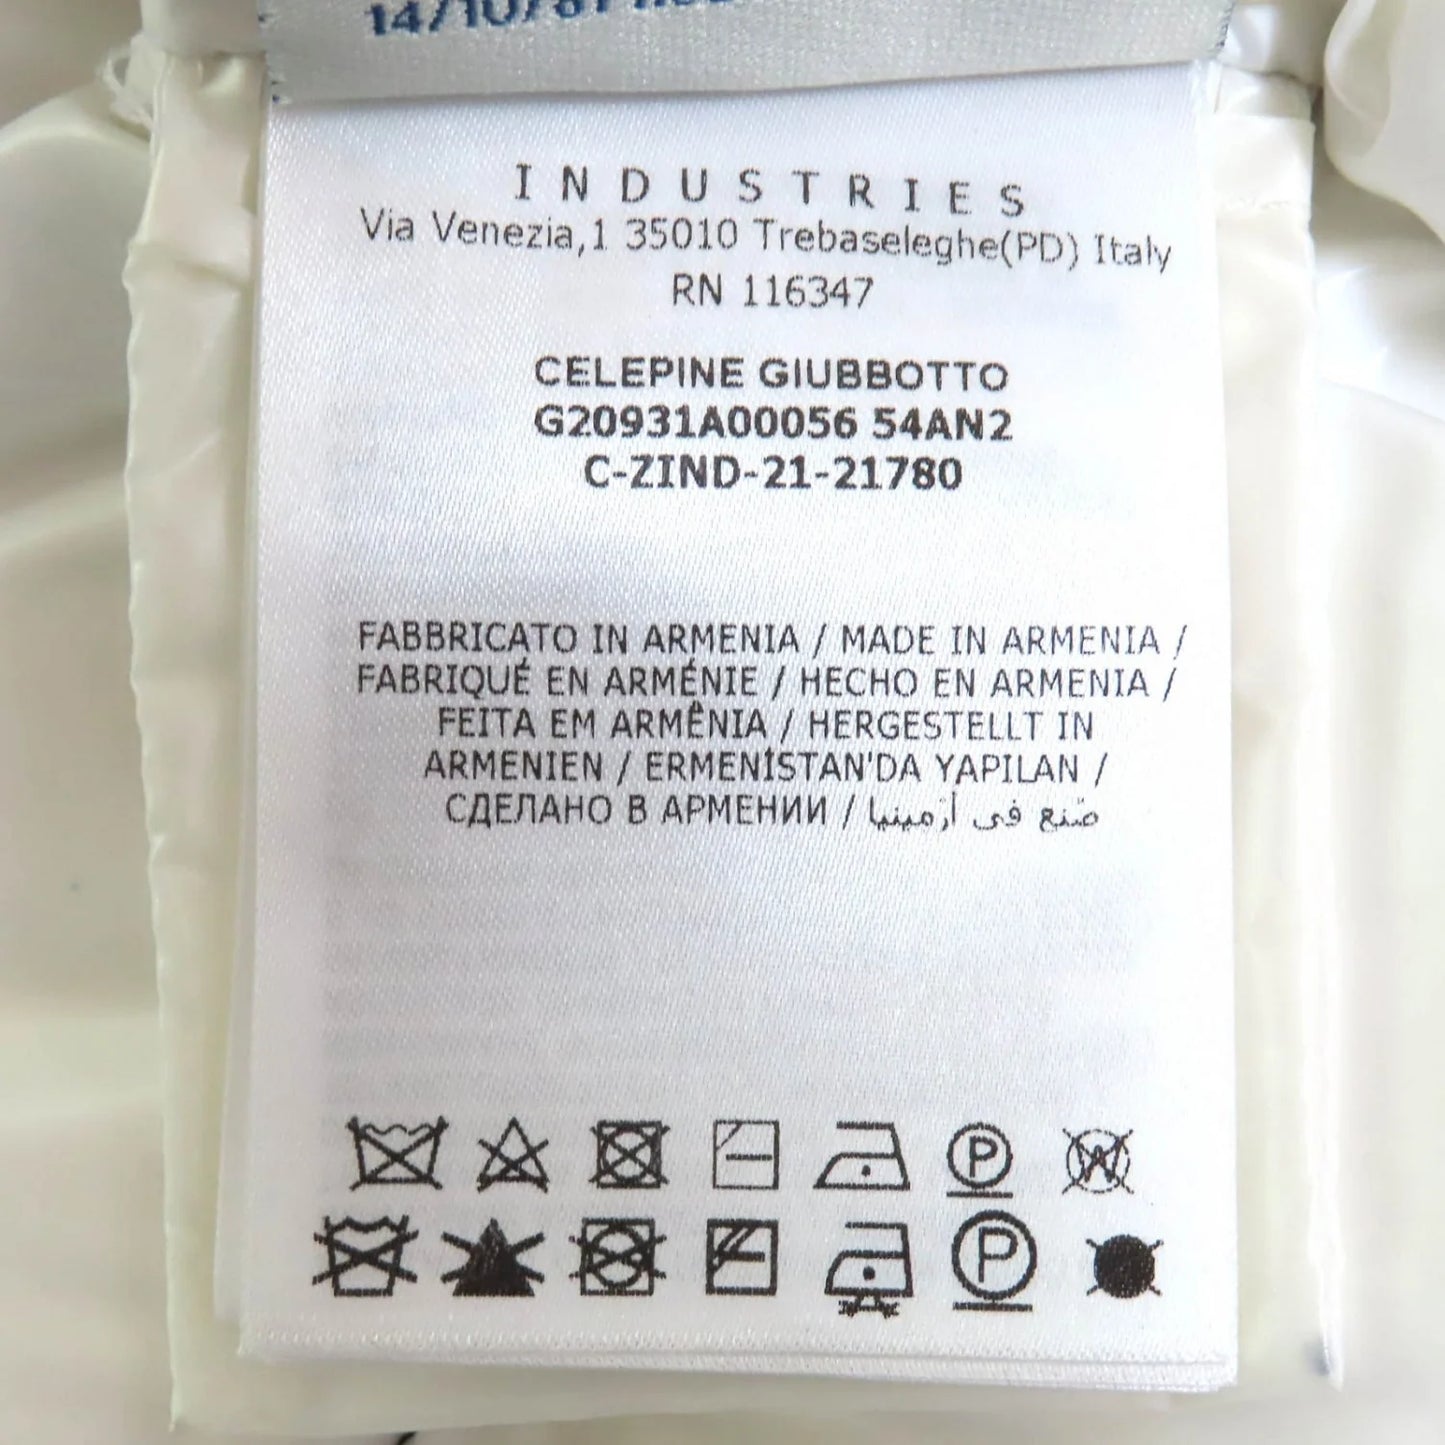 14/10/
INDUSTRIES
Via Venezia,1 35010 Trebaseleghe(PD) Italy
RN 116347
CELEPINE GIUBBOTTO
G20931A00056 54AN2
C-ZIND-21-21780
FABBRICATO IN ARMENIA / MADE IN ARMENIA /
FABRIQUÉ EN ARMÉNIE / HECHO EN ARMENIA /
FEITA EM ARMÊNIA / HERGESTELLT IN
ARMENIEN / ERMENİSTAN'DA YAPILAN /
СДЕЛАНО В АРМЕНИИ / صنع في أرمينيا
P W
P